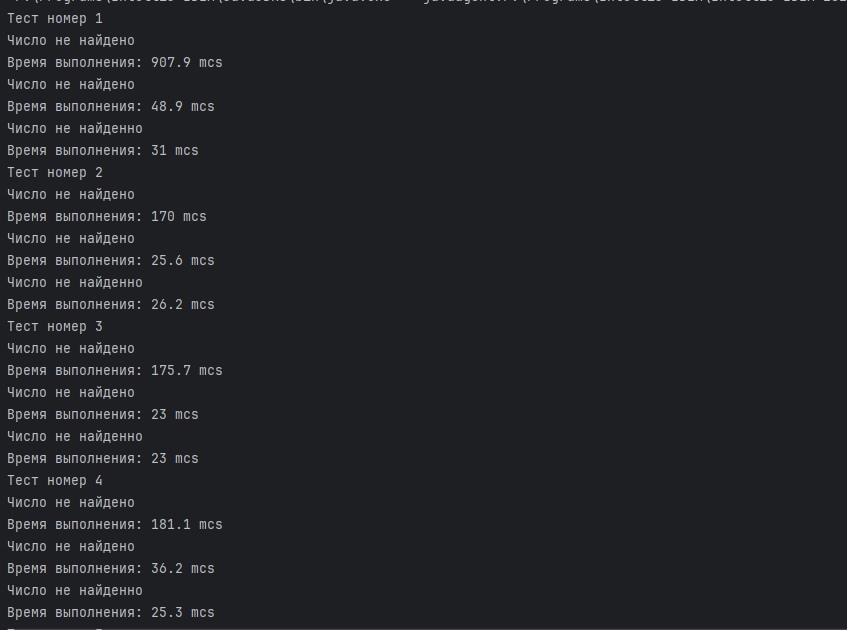 Тест номер 1
Число не найдено
Время выполнения: 907.9 mcs
Число не найдено
Время выполнения: 48.9 mcs
Число не найденно
Время выполнения: 31 mcs
Тест номер 2
Число не найдено
Время выполнения: 170 mcs
Число не найдено
Время выполнения: 25.6 mcs
Число не найденно
Время выполнения: 26.2 mcs
Тест номер 3
Число не найдено
Время выполнения: 175.7 mcs
Число не найдено
Время выполнения: 23 mcs
Число не найденно
Время выполнения: 23 mcs
Тест номер 4
Число не найдено
Время выполнения: 181.1 mcs
Число не найдено
Время выполнения: 36.2 mcs
Число не найденно
Время выполнения: 25.3 mcs